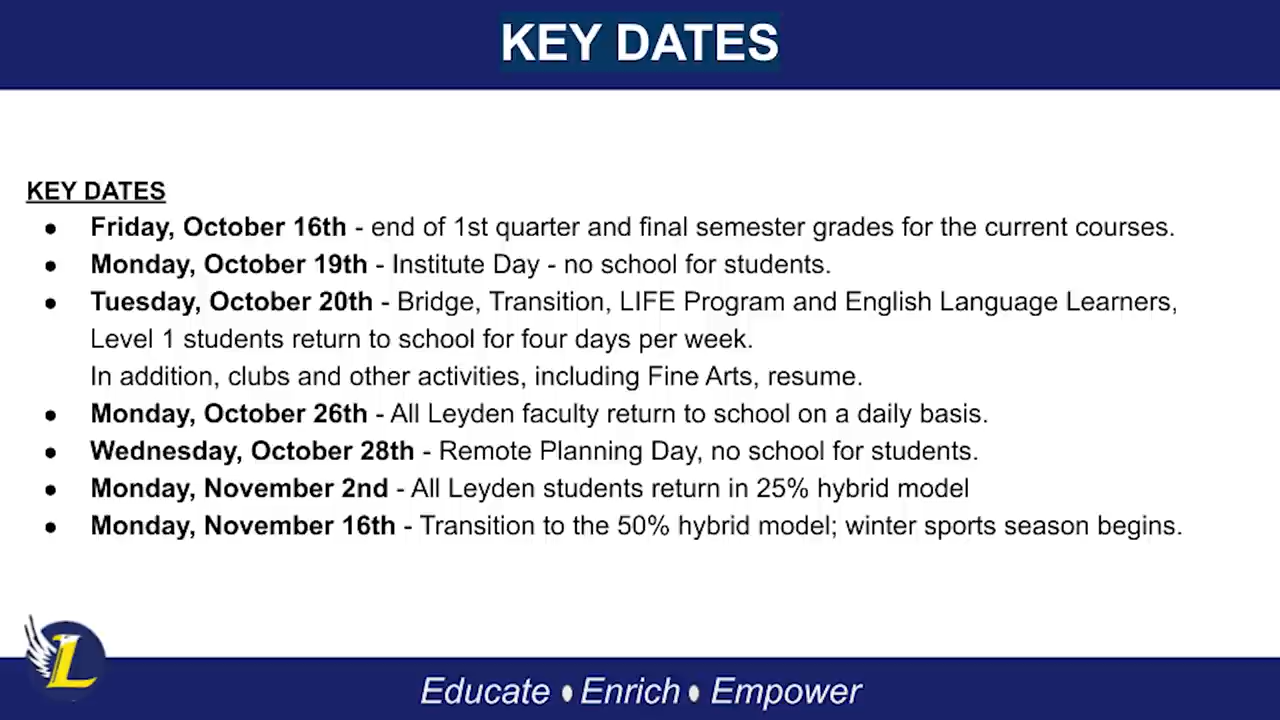 KEY DATES
KEY DATES
● Friday, October 16th - end of 1st quarter and final semester grades for the current courses.
● Monday, October 19th - Institute Day - no school for students.
● Tuesday, October 20th - Bridge, Transition, LIFE Program and English Language Learners,
Level 1 students return to school for four days per week.
In addition, clubs and other activities, including Fine Arts, resume.
● Monday, October 26th - All Leyden faculty return to school on a daily basis.
● Wednesday, October 28th - Remote Planning Day, no school for students.
● Monday, November 2nd - All Leyden students return in 25% hybrid model
● Monday, November 16th - Transition to the 50% hybrid model; winter sports season begins.
L
Educate ● Enrich ● Empower